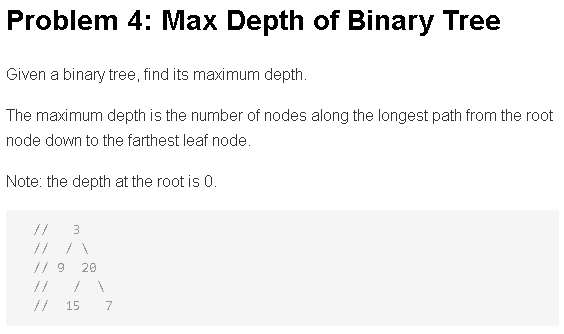 Problem 4: Max Depth of Binary Tree
Given a binary tree, find its maximum depth.
The maximum depth is the number of nodes along the longest path from the root
node down to the farthest leaf node.
Note: the depth at the root is 0.
//   3
//  / \
// 9  20
//   /  \
//  15   7